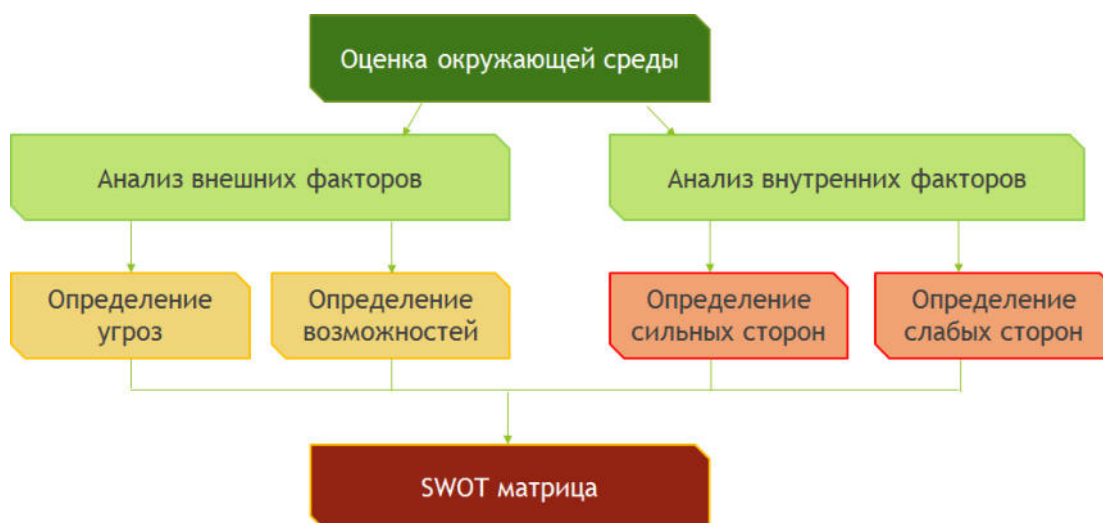 Оценка окружающей среды
Анализ внешних факторов
Анализ внутренних факторов
Определение
угроз
Определение
возможностей
Определение
сильных сторон
Определение
слабых сторон
SWOT матрица